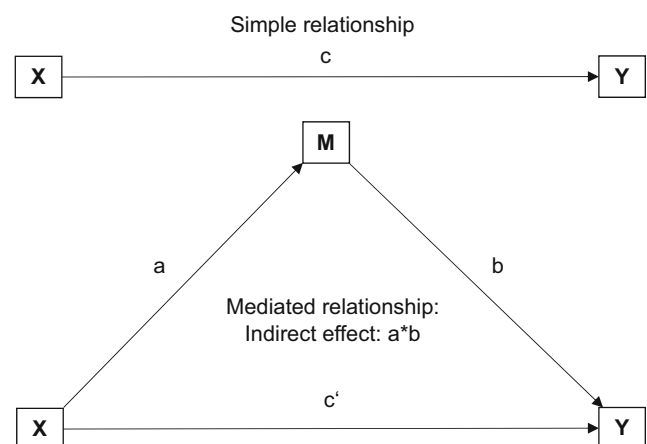 Simple relationship
c
X
Y
M
a
b
Mediated relationship:
Indirect effect: a*b
c‘
X
Y